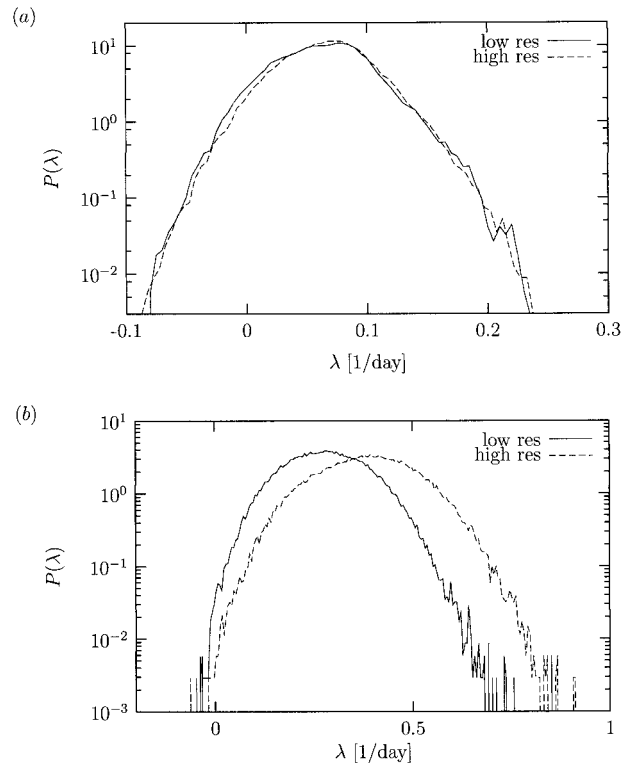 (a)
10^1
10^0
10^-1
10^-2
P(λ)
low res
high res
-0.1 0 0.1 0.2 0.3
λ [1/day]
(b)
10^1
10^0
10^-1
10^-2
10^-3
P(λ)
low res
high res
0 0.5 1
λ [1/day]